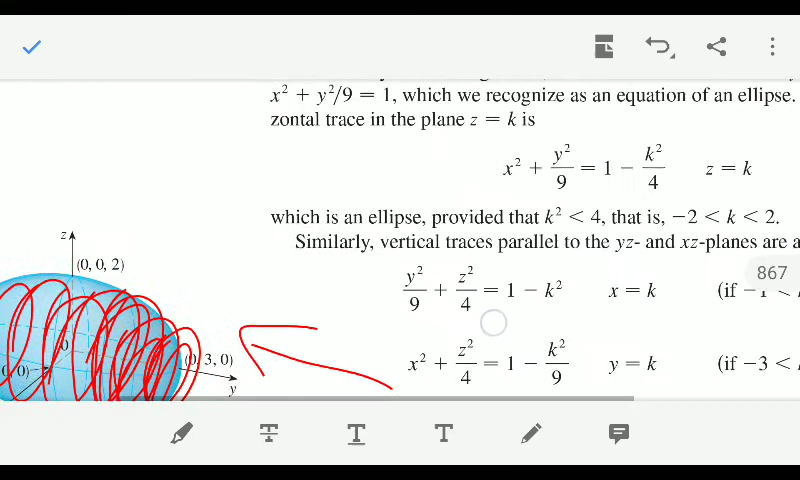 x² + y²/9 = 1, which we recognize as an equation of an ellipse.
zontal trace in the plane z = k is
x² + y²/9 = 1 − k²/4 z = k
which is an ellipse, provided that k² < 4, that is, −2 < k < 2.
Similarly, vertical traces parallel to the yz- and xz-planes are a
y²/9 + z²/4 = 1 − k² x = k (if −1 <
867
x² + z²/4 = 1 − k²/9 y = k (if −3 <
z
(0, 0, 2)
0
(0, 3, 0)
, 0)
y